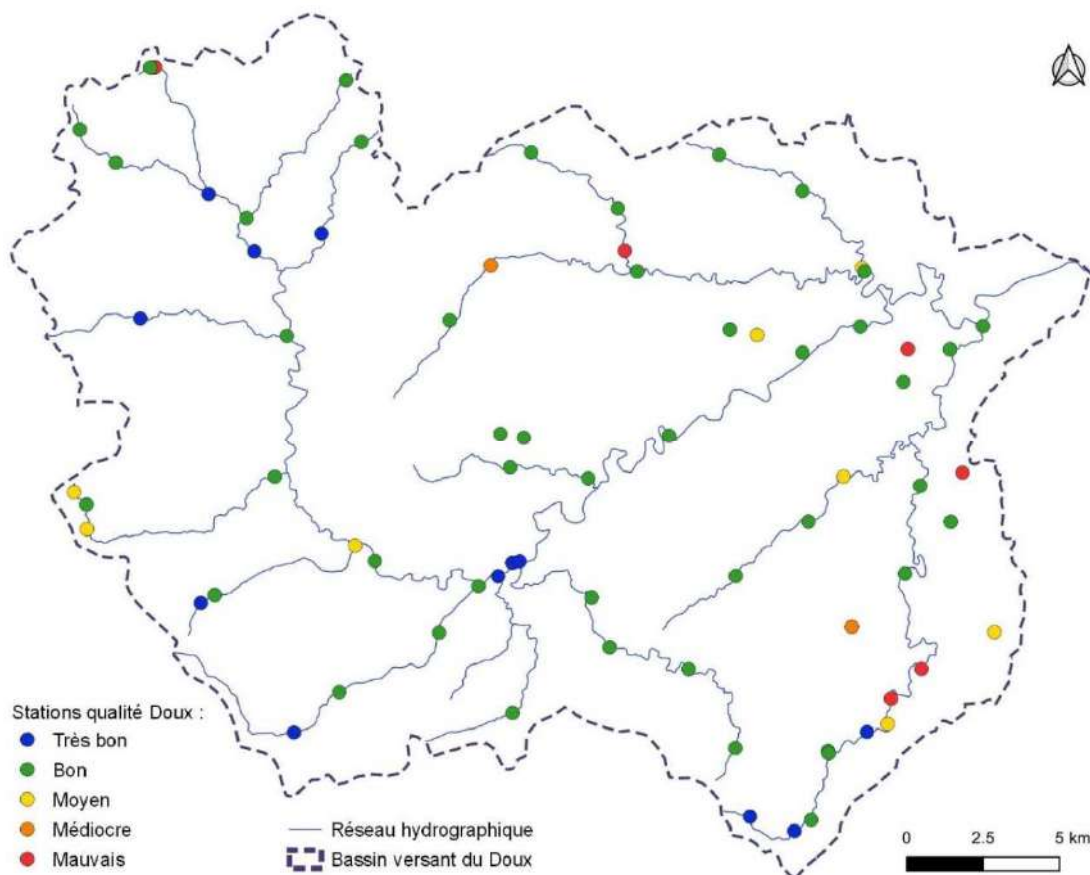 Stations qualité Doux :
Très bon
Bon
Moyen
Médiocre
Mauvais
Réseau hydrographique
Bassin versant du Doux
0 2.5 5 km